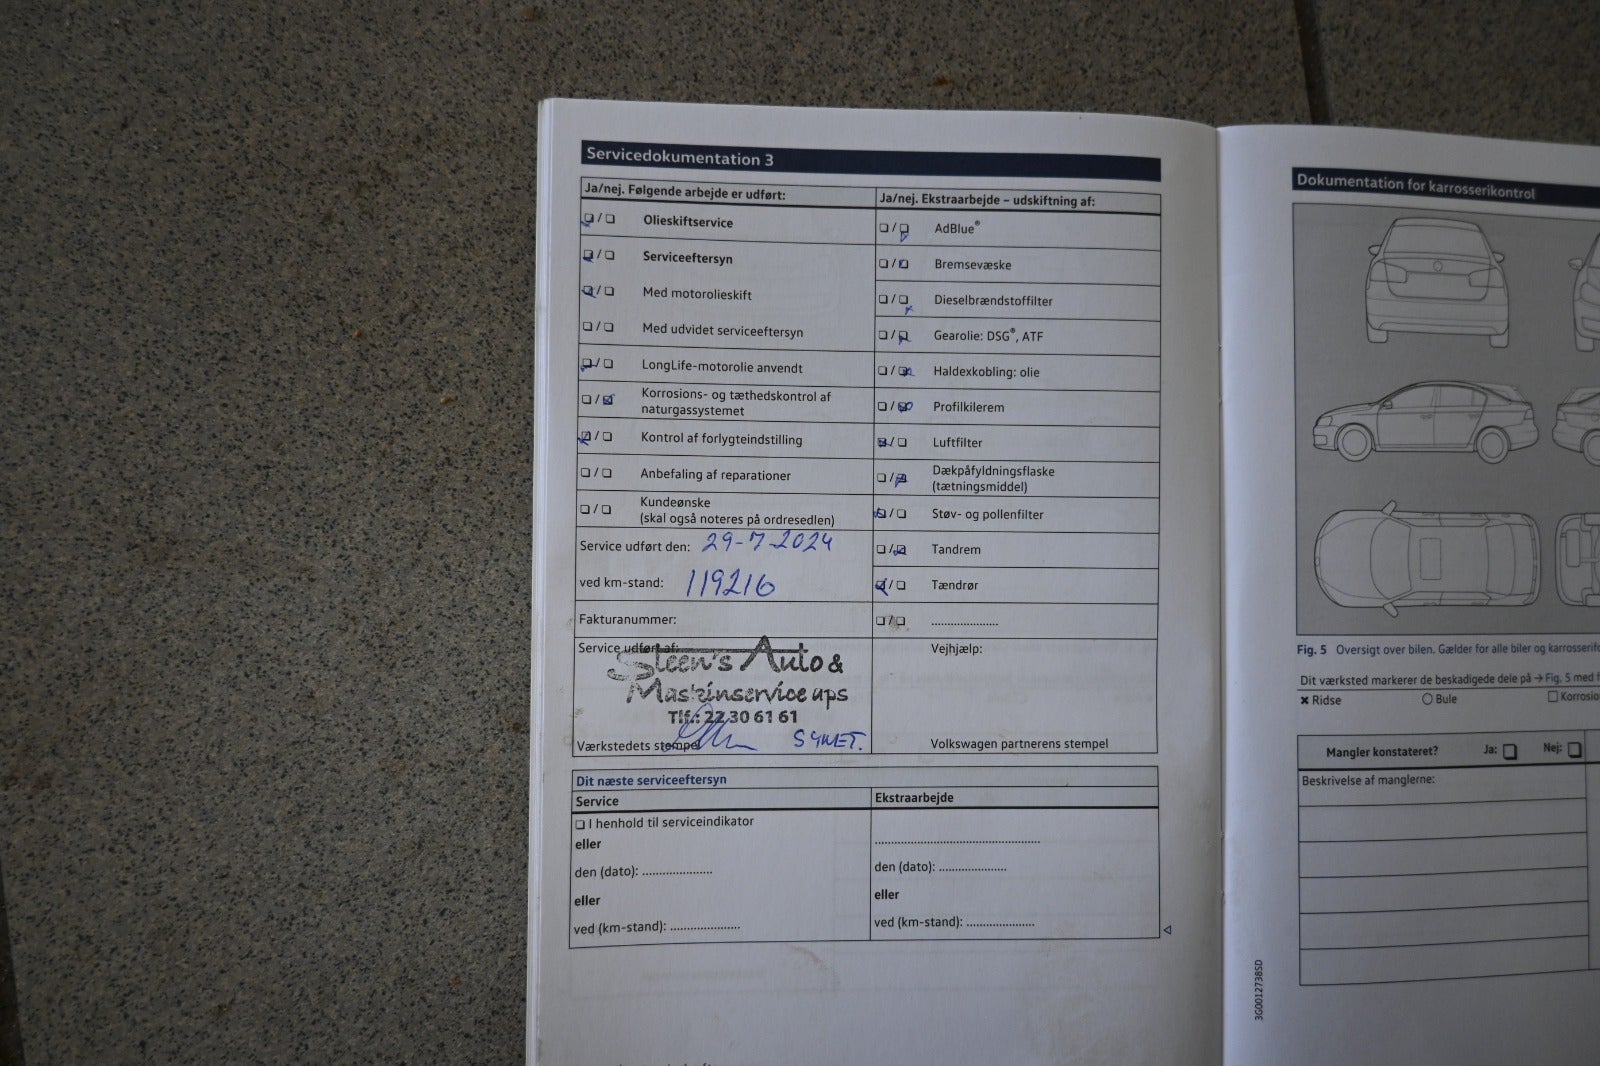 Servicedokumentation 3
Ja/nej. Følgende arbejde er udført:
Olieskiftservice
Serviceeftersyn
Med motorolieskift
Med udvidet serviceeftersyn
LongLife-motorolie anvendt
Korrosions- og tæthedskontrol af
naturgassystemet
Kontrol af forlygteindstilling
Anbefaling af reparationer
Kundeønske
(skal også noteres på ordresedlen)
Service udført den: 29-7-2024
ved km-stand: 119216
Fakturanummer:
Service udført af:
Steen's Auto &
Maskinservice aps
Tlf.: 22 30 61 61
Værkstedets stempel
Ja/nej. Ekstraarbejde – udskiftning af:
AdBlue®
Bremsevæske
Dieselbrændstoffilter
Gearolie: DSG®, ATF
Haldexkobling: olie
Profilkilerem
Luftfilter
Dækpåfyldningsflaske
(tætningsmiddel)
Støv- og pollenfilter
Tandrem
Tændrør
Vejhjælp:
Volkswagen partnerens stempel
Dit næste serviceeftersyn
Service
I henhold til serviceindikator
eller
den (dato):
eller
ved (km-stand):
Ekstraarbejde
den (dato):
eller
ved (km-stand):
Dokumentation for karrosserikontrol
Fig. 5 Oversigt over bilen. Gælder for alle biler og
Dit værksted markerer de beskadigede dele på → Fig. 5 med
Ridse Bule
Mangler konstateret? Ja: Nej:
Beskrivelse af manglerne:
3G0012738SD